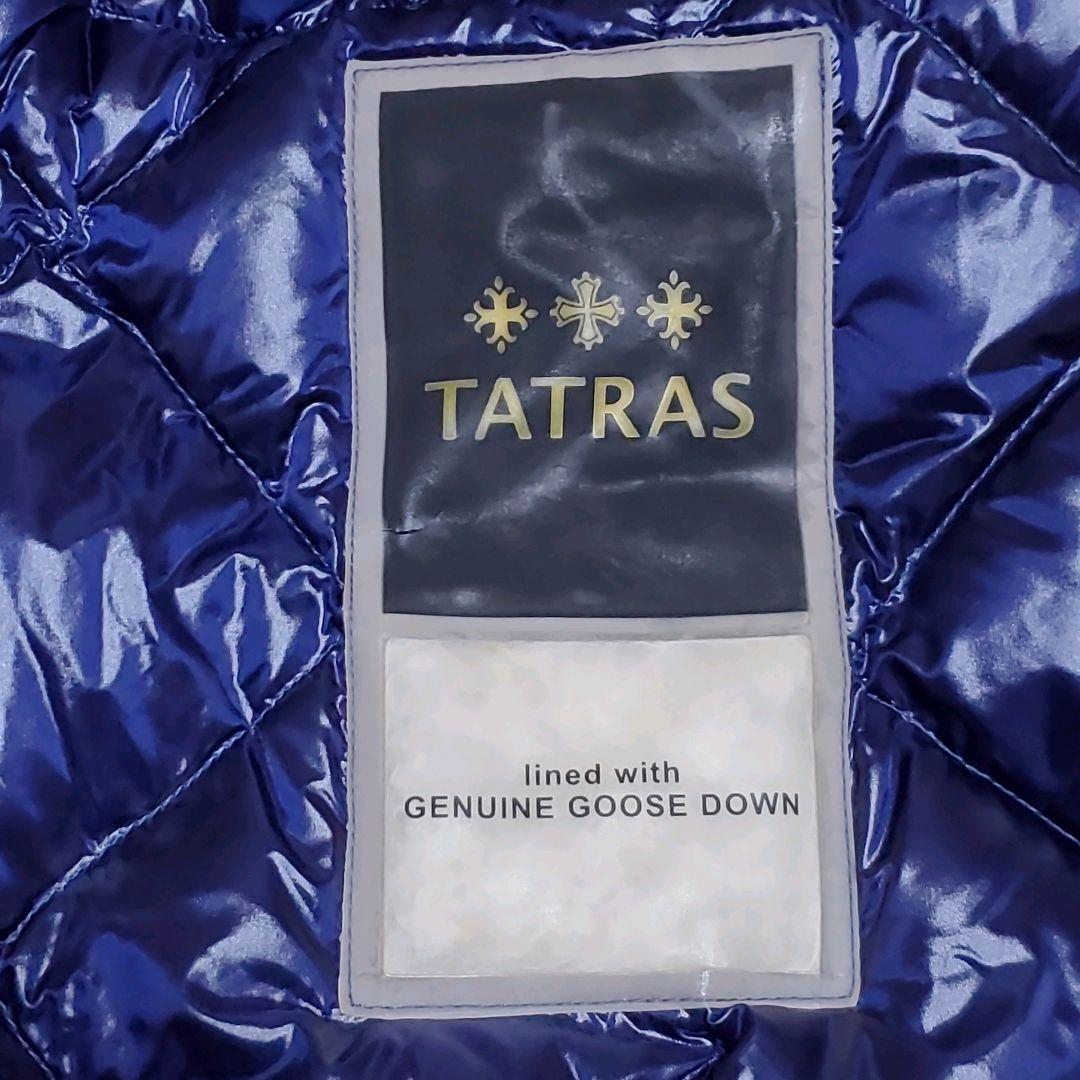 TATRAS
lined with
GENUINE GOOSE DOWN